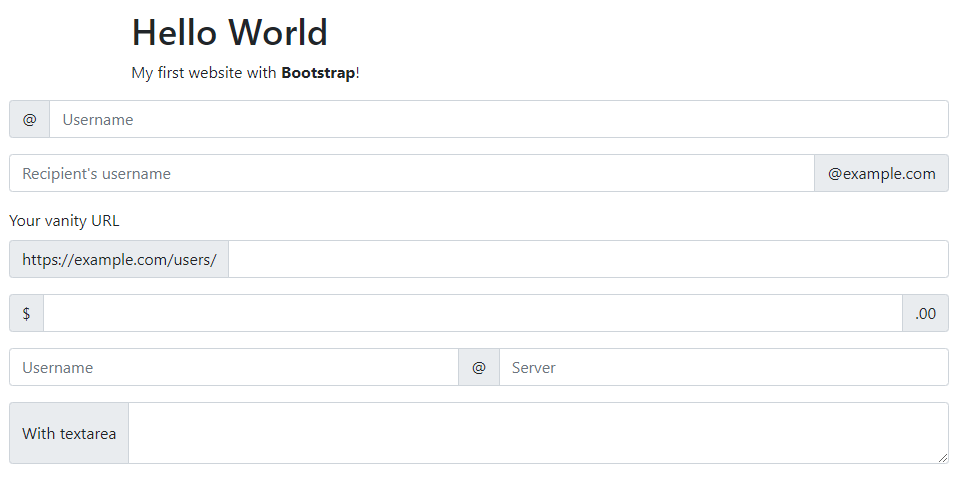 Hello World
My first website with Bootstrap!
@ Username
Recipient's username @example.com
Your vanity URL
https://example.com/users/
$ .00
Username @ Server
With textarea